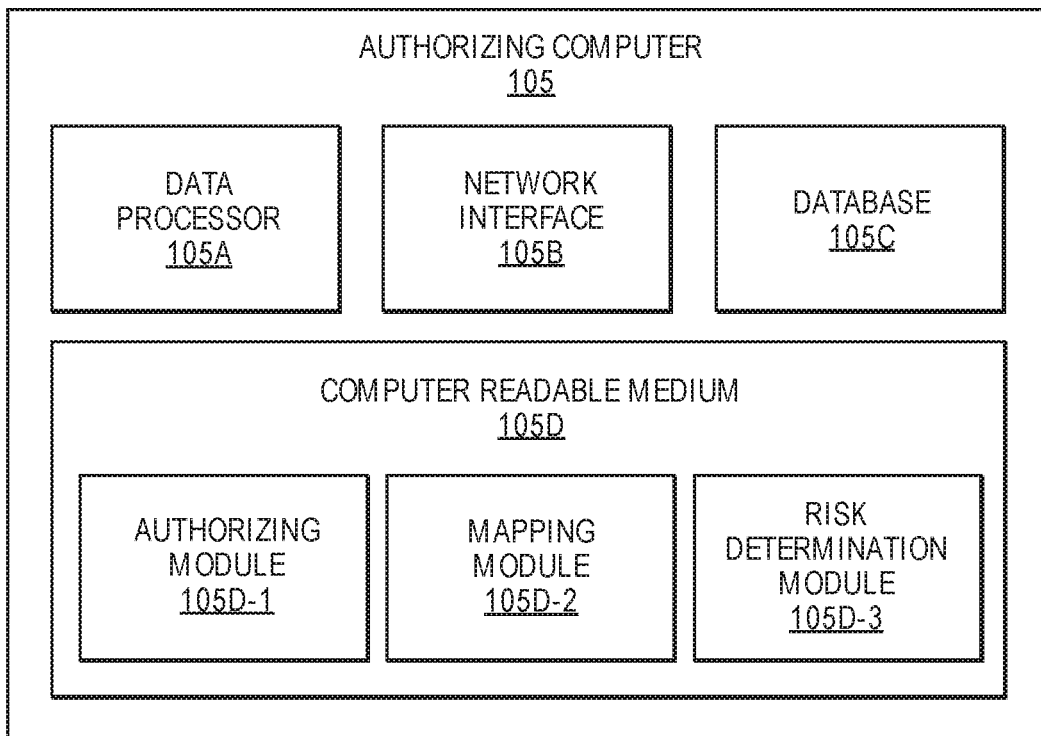 AUTHORIZING COMPUTER
105
DATA
PROCESSOR
105A
NETWORK
INTERFACE
105B
DATABASE
105C
COMPUTER READABLE MEDIUM
105D
AUTHORIZING
MODULE
105D-1
MAPPING
MODULE
105D-2
RISK
DETERMINATION
MODULE
105D-3